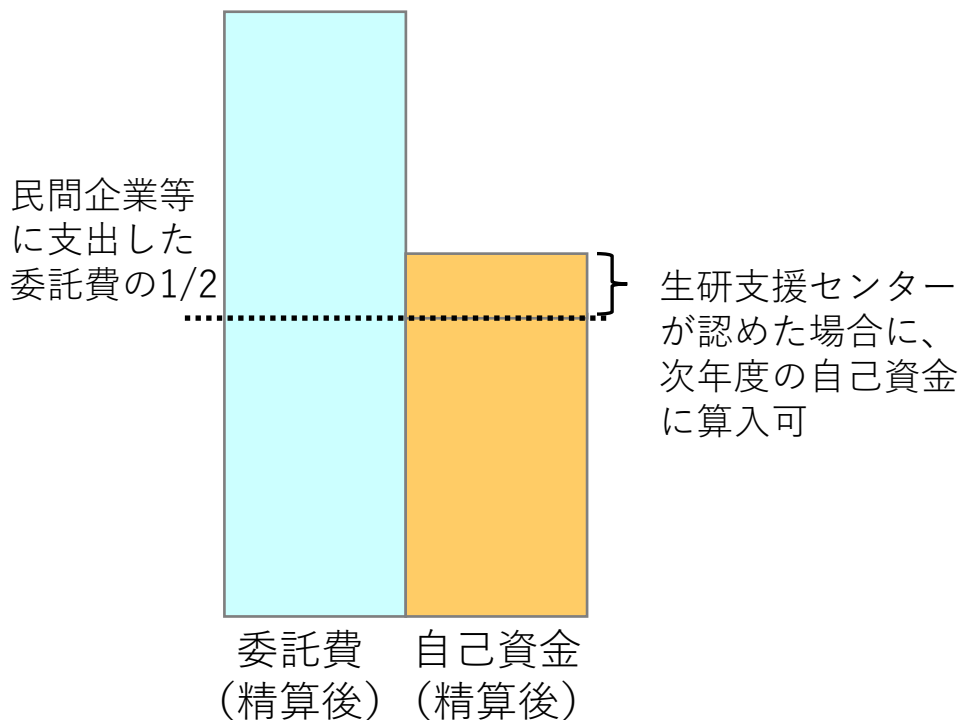 民間企業等
に支出した
委託費の1/2
生研支援センター
が認めた場合に、
次年度の自己資金
に算入可
委託費
（精算後）
自己資金
（精算後）